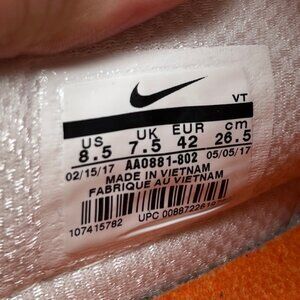 VT
US UK EUR cm
8.5 7.5 42 26.5
02/15/17 AA0881-802 05/05/17
MADE IN VIETNAM
FABRIQUE AU VIETNAM
107415782